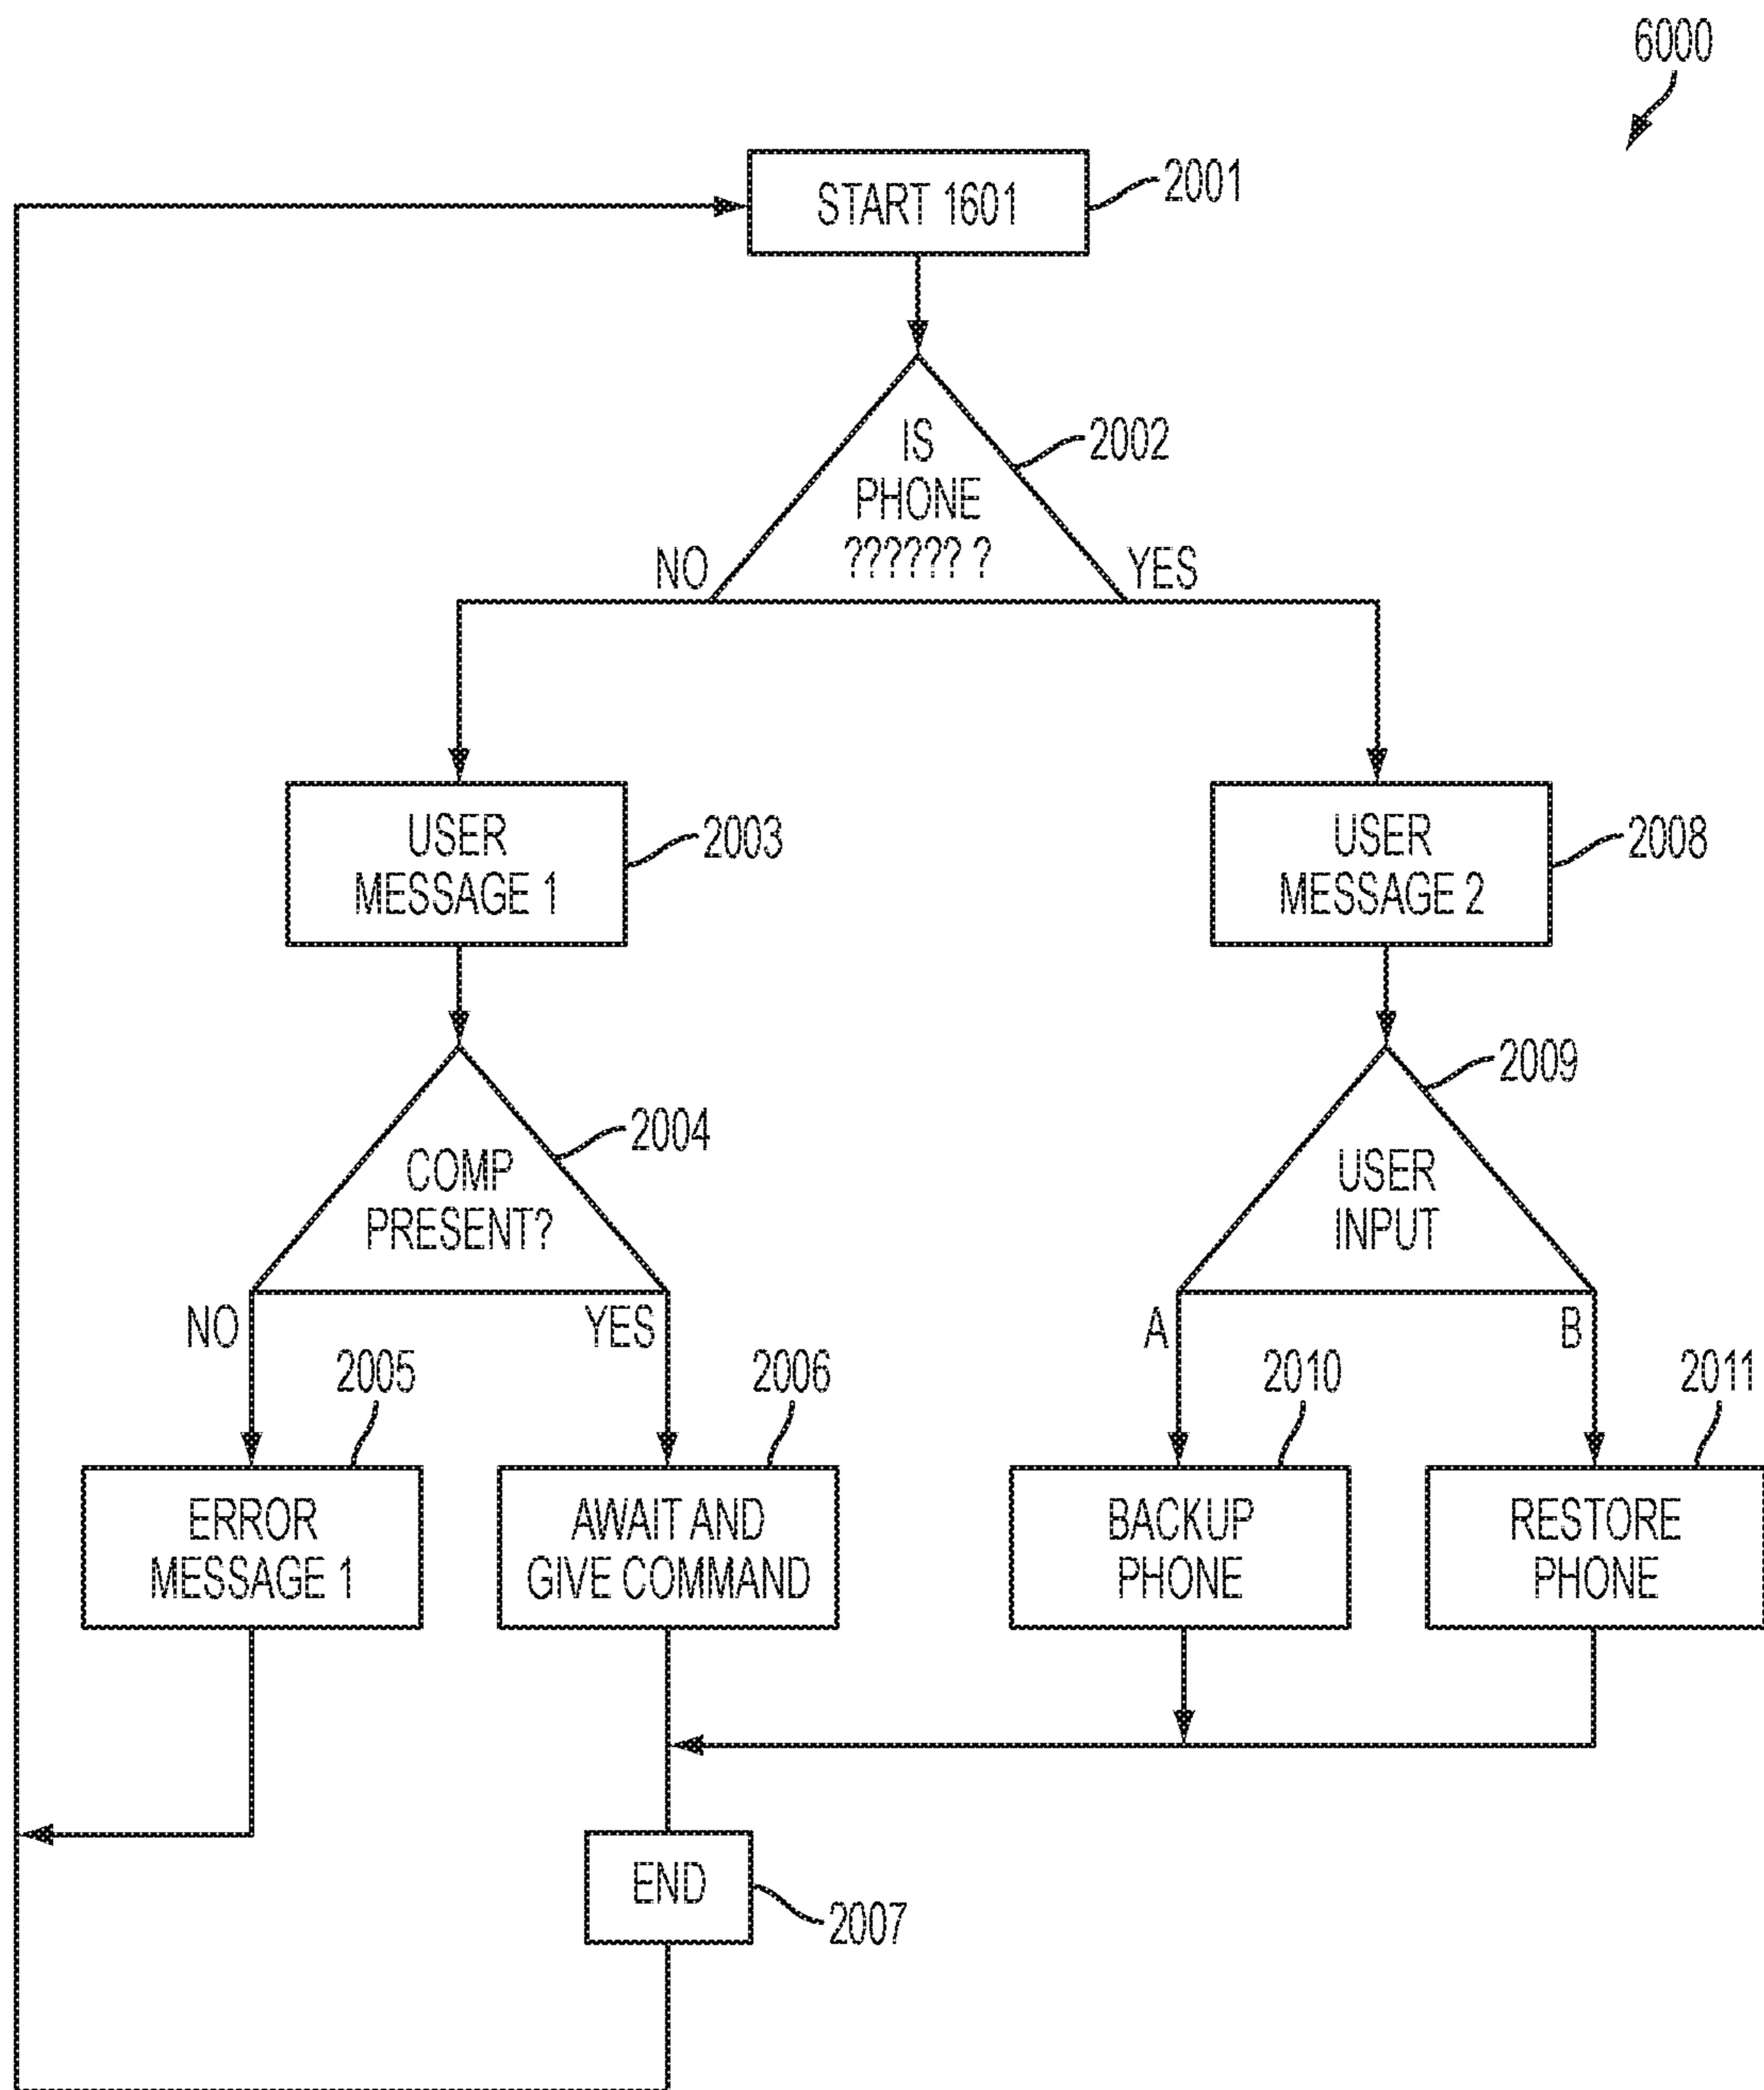 6000
START 1601
2001
IS
PHONE
?????? ?
2002
NO
YES
USER
MESSAGE 1
2003
USER
MESSAGE 2
2008
COMP
PRESENT?
2004
USER
INPUT
2009
NO
YES
A
B
2005
2006
2010
2011
ERROR
MESSAGE 1
AWAIT AND
GIVE COMMAND
BACKUP
PHONE
RESTORE
PHONE
END
2007